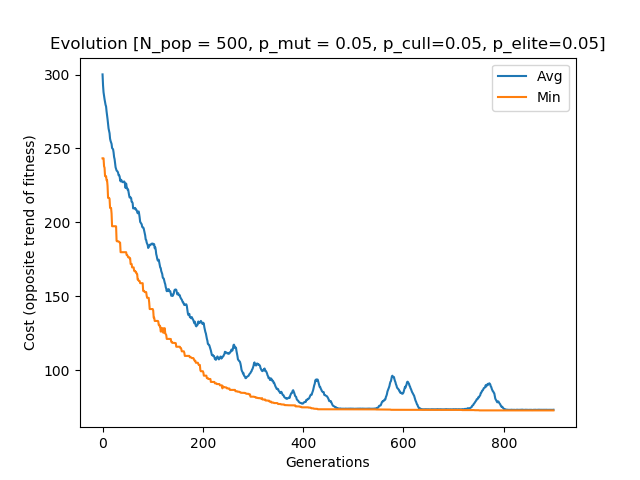 Evolution [N_pop = 500, p_mut = 0.05, p_cull=0.05, p_elite=0.05]
Avg
Min
300
250
200
150
100
Cost (opposite trend of fitness)
0
200
400
600
800
Generations